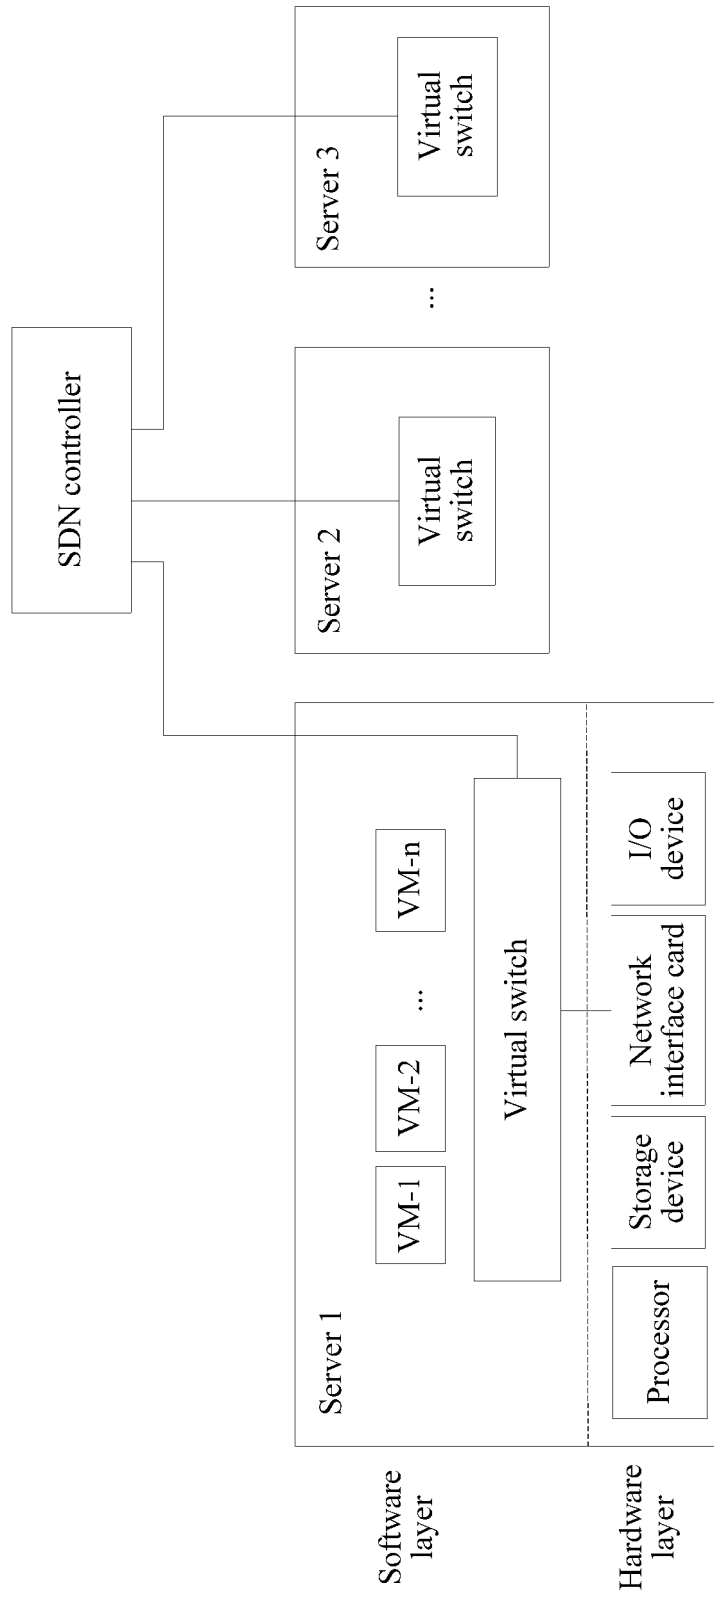 SDN controller
Server 1
VM-1
VM-2
...
VM-n
Virtual switch
Server 2
Virtual
switch
...
Server 3
Virtual
switch
Software
layer
Hardware
layer
Processor
Storage
device
Network
interface card
I/O
device